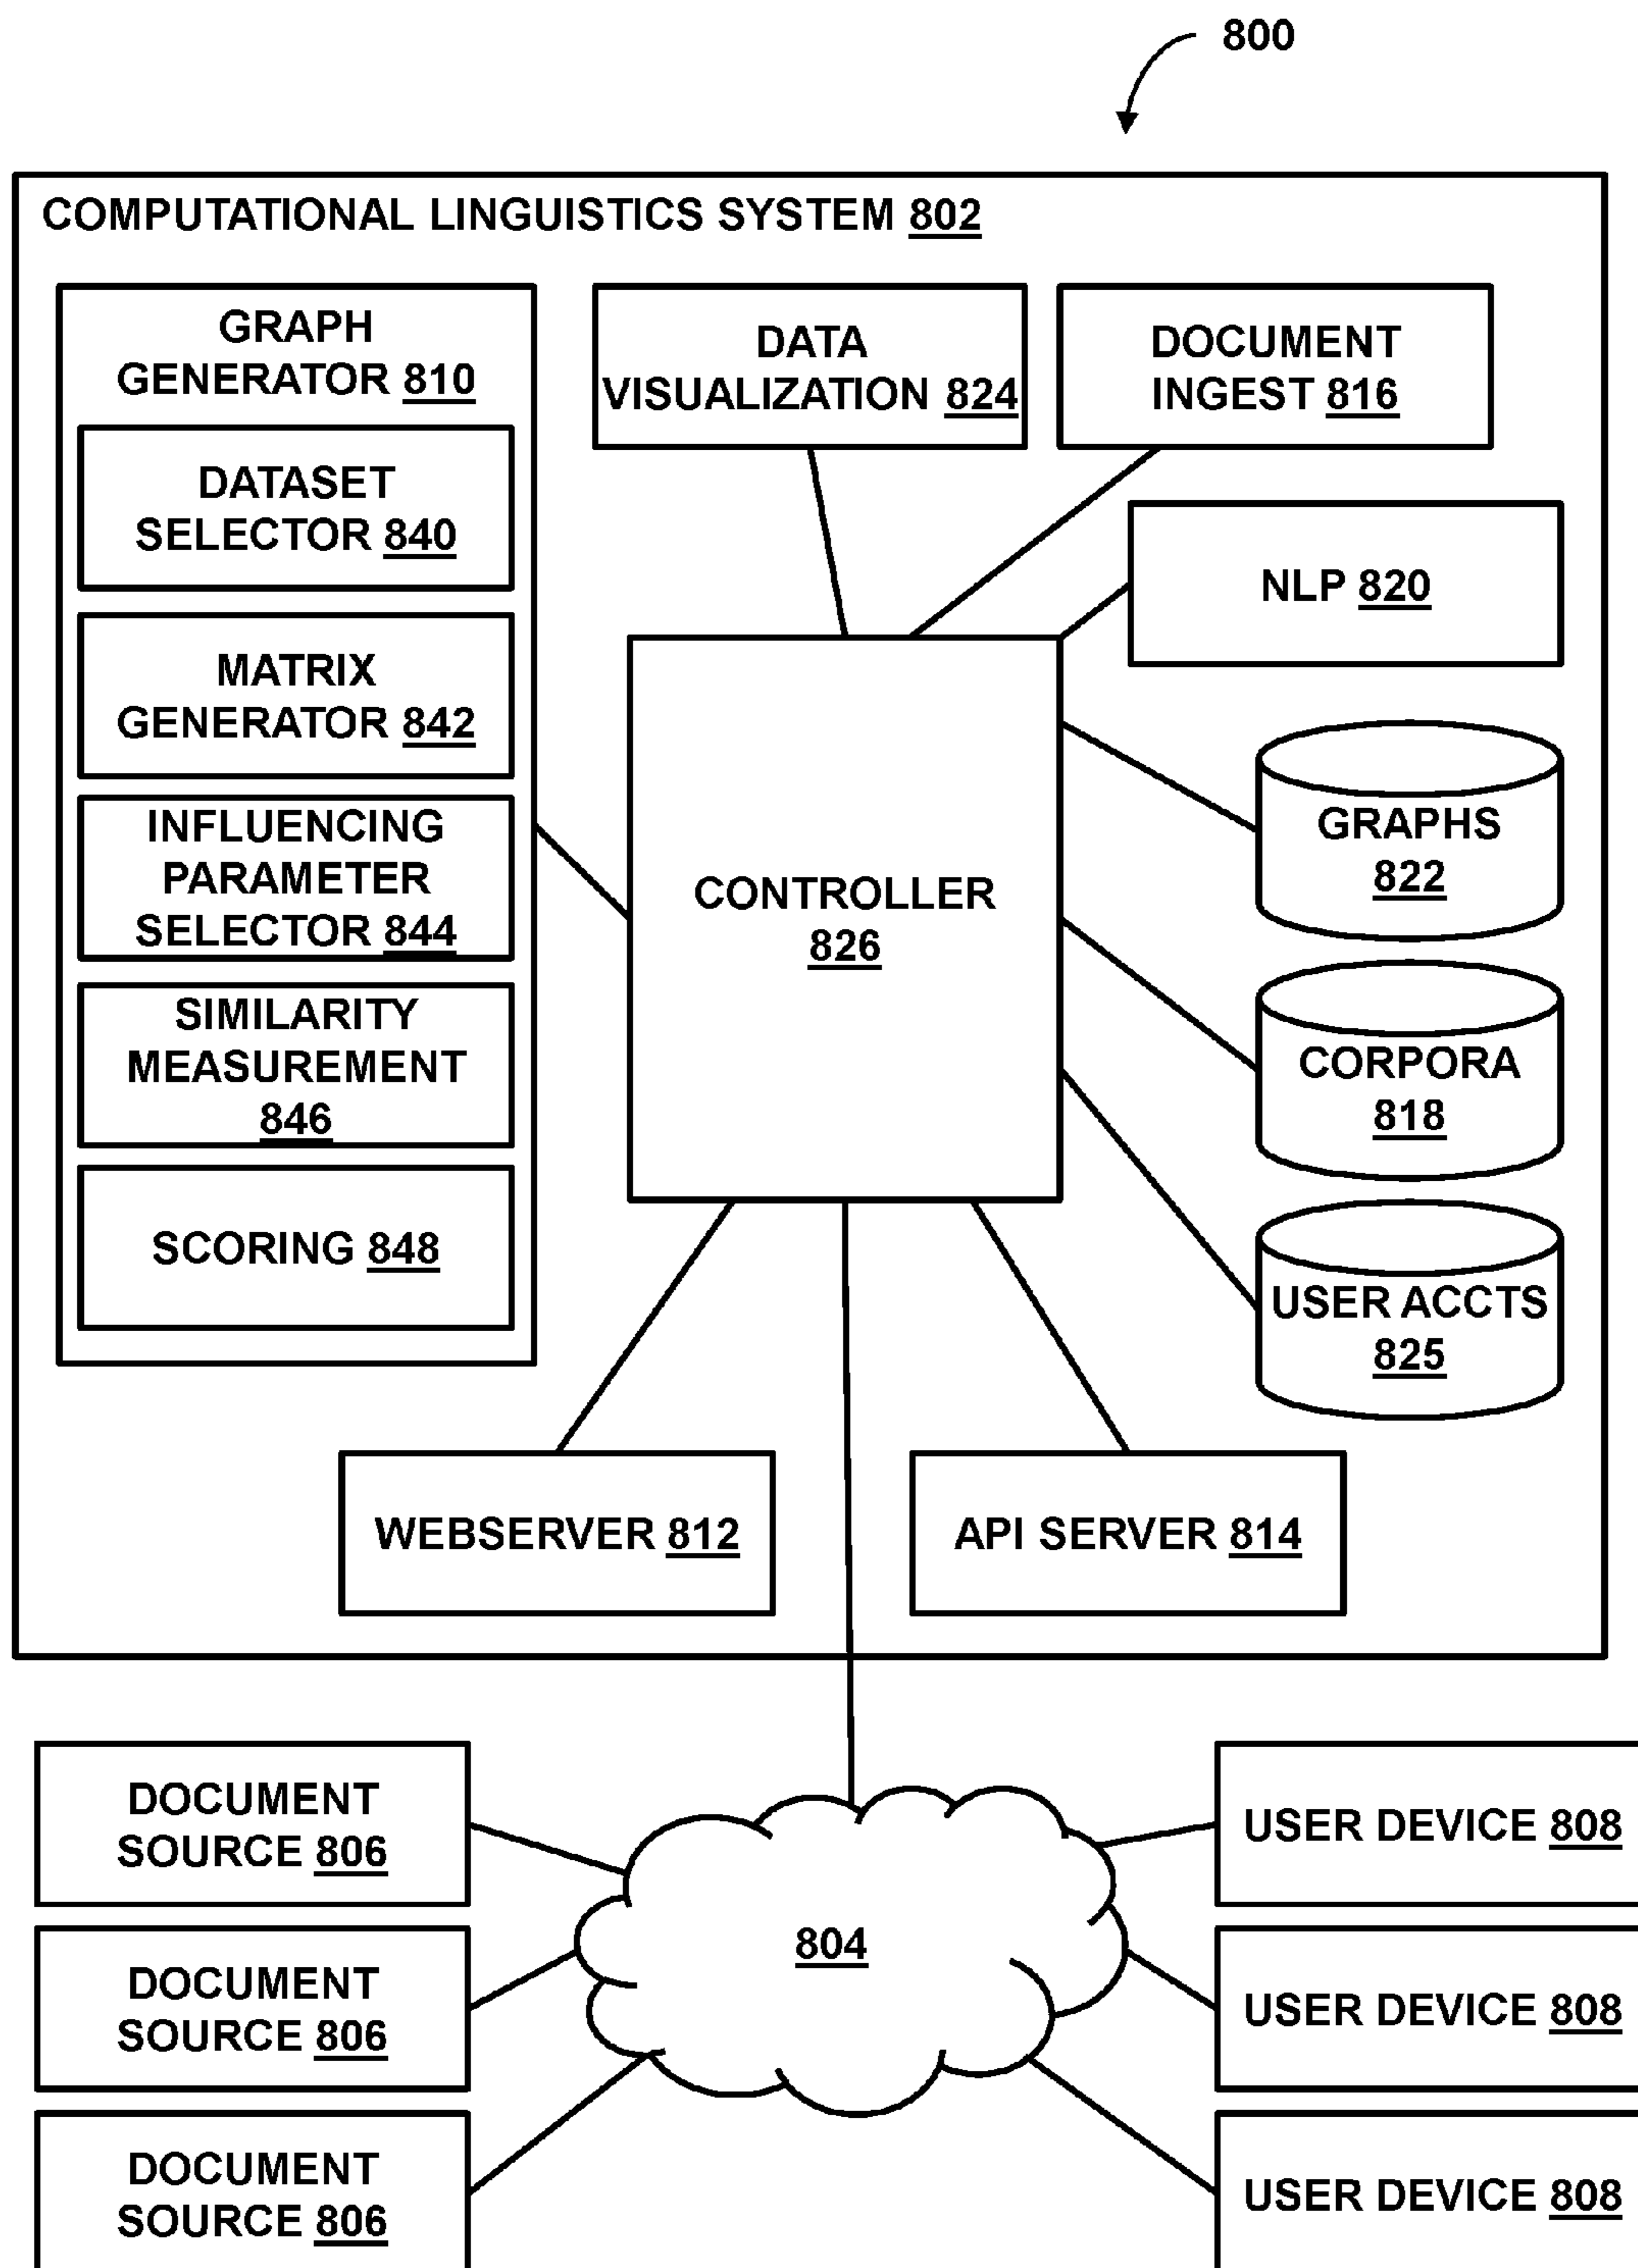 800
COMPUTATIONAL LINGUISTICS SYSTEM 802
GRAPH
GENERATOR 810
DATASET
SELECTOR 840
MATRIX
GENERATOR 842
INFLUENCING
PARAMETER
SELECTOR 844
SIMILARITY
MEASUREMENT
846
SCORING 848
DATA
VISUALIZATION 824
DOCUMENT
INGEST 816
NLP 820
CONTROLLER
826
GRAPHS
822
CORPORA
818
USER ACCTS
825
WEBSERVER 812
API SERVER 814
DOCUMENT
SOURCE 806
DOCUMENT
SOURCE 806
DOCUMENT
SOURCE 806
804
USER DEVICE 808
USER DEVICE 808
USER DEVICE 808